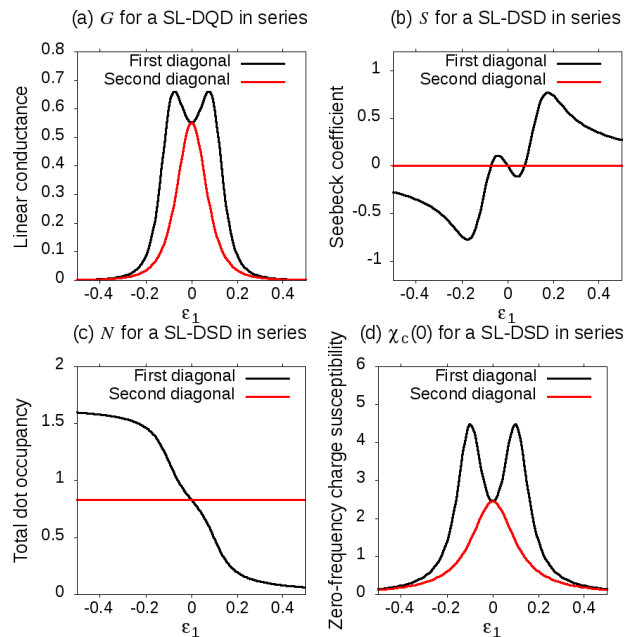 (a) G for a SL-DQD in series
First diagonal
Second diagonal
Linear conductance
0.8
0.7
0.6
0.5
0.4
0.3
0.2
0.1
0
-0.4 -0.2 0 0.2 0.4
ε1
(b) S for a SL-DSD in series
First diagonal
Second diagonal
Seebeck coefficient
1
0.5
0
-0.5
-1
-0.4 -0.2 0 0.2 0.4
ε1
(c) N for a SL-DSD in series
First diagonal
Second diagonal
Total dot occupancy
2
1.5
1
0.5
0
-0.4 -0.2 0 0.2 0.4
ε1
(d) χc(0) for a SL-DSD in series
First diagonal
Second diagonal
Zero-frequency charge susceptibility
6
5
4
3
2
1
0
-0.4 -0.2 0 0.2 0.4
ε1